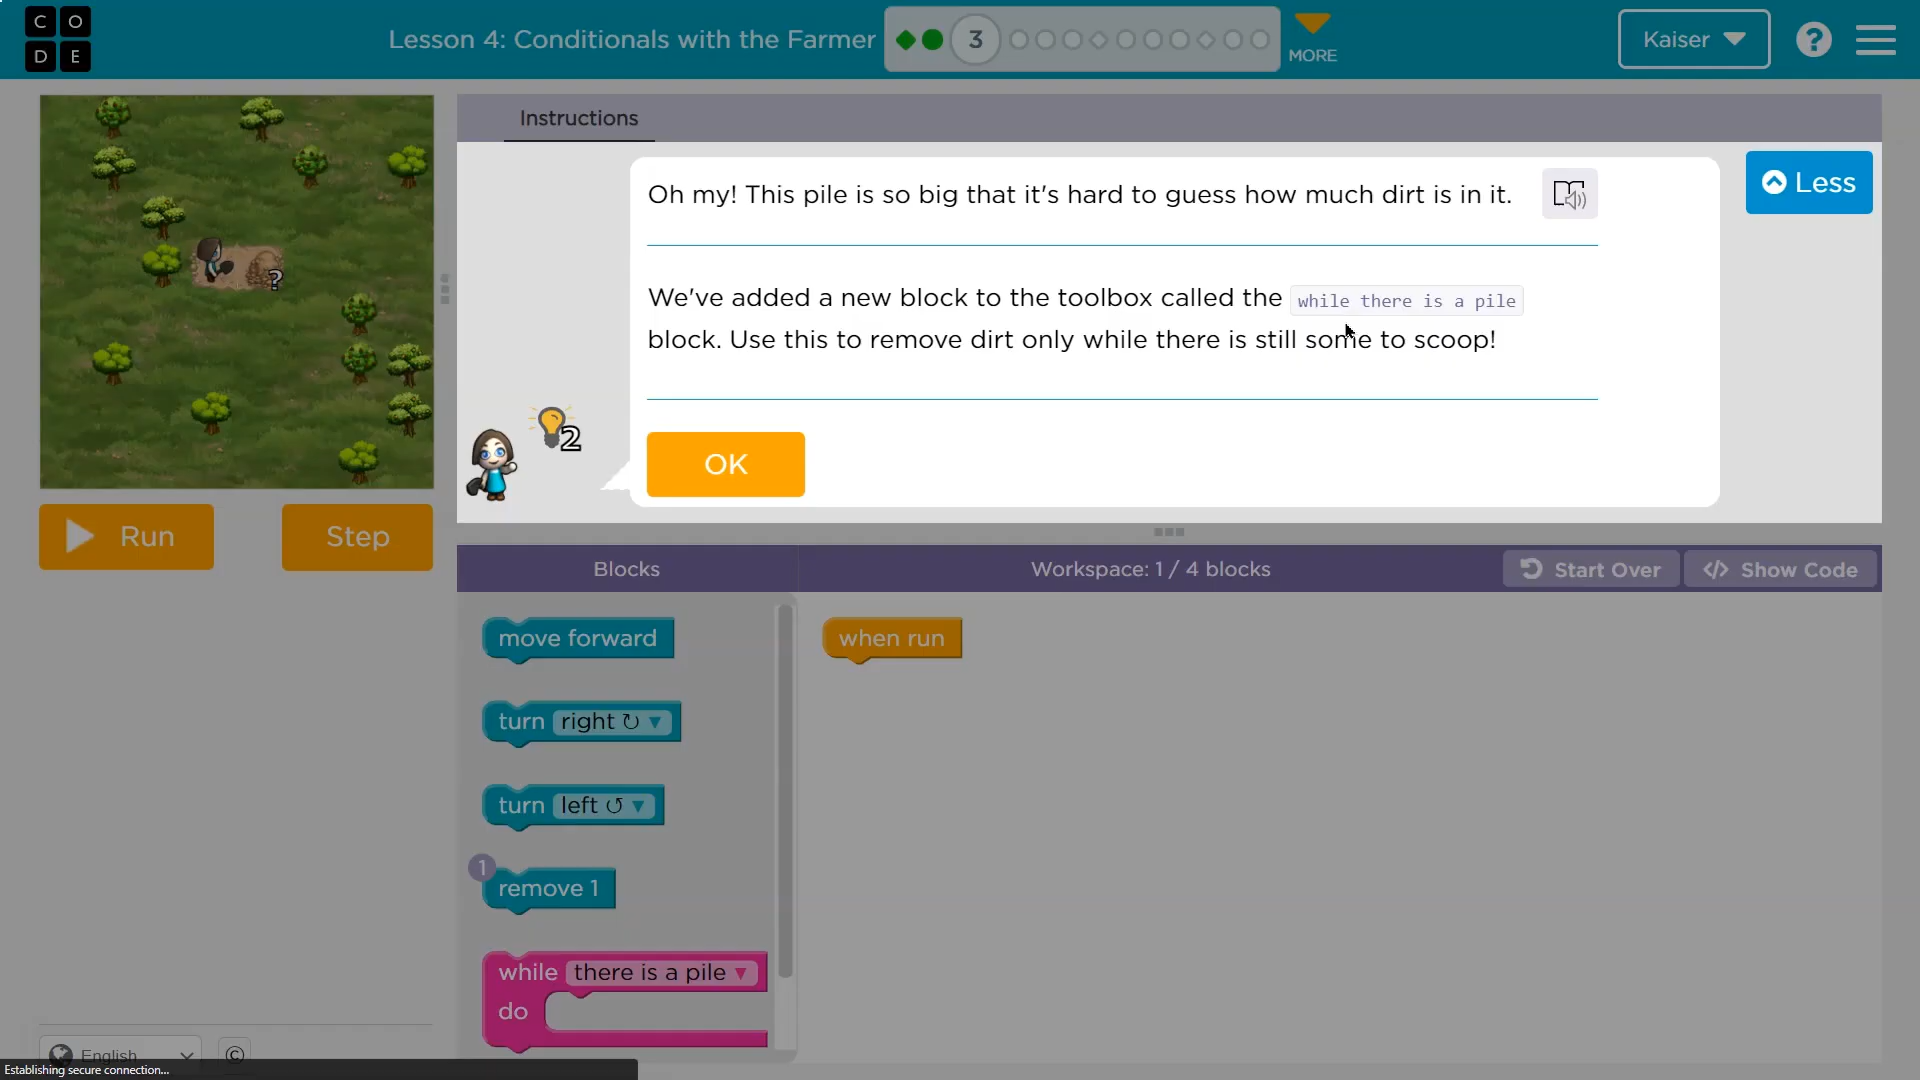 C O
D E
Lesson 4: Conditionals with the Farmer
3
MORE
Kaiser
?
Instructions
Oh my! This pile is so big that it's hard to guess how much dirt is in it.
Less
We've added a new block to the toolbox called the while there is a pile
block. Use this to remove dirt only while there is still some to scoop!
?
2
OK
Run
Step
Blocks
Workspace: 1 / 4 blocks
Start Over
</> Show Code
move forward
when run
turn right ↻ ▼
turn left ↺ ▼
1
remove 1
while there is a pile ▼
do
English
©
Establishing secure connection...